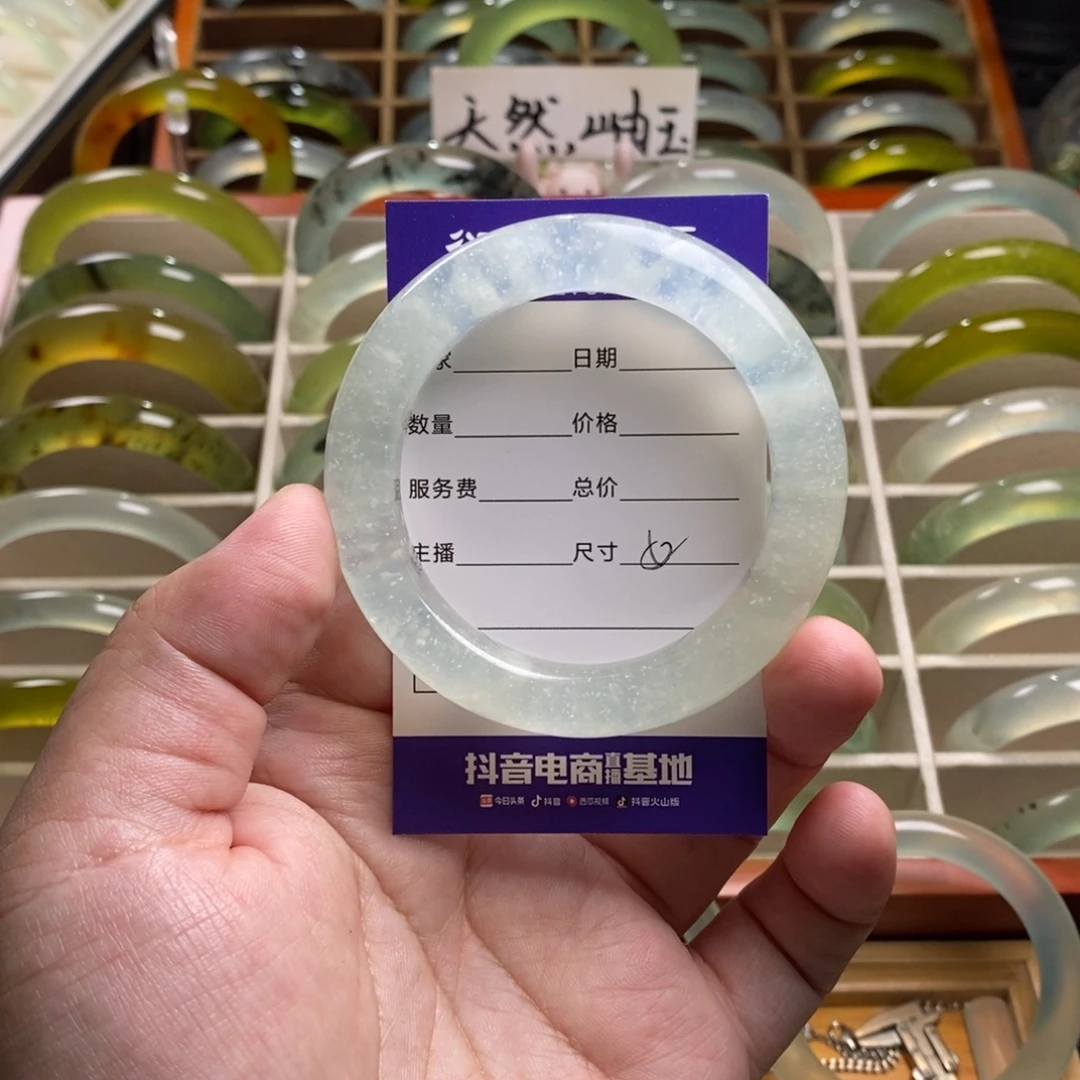 天然岫玉
日期
数量 价格
服务费 总价
主播 尺寸
抖音电商直播基地
今日头条 抖音 西瓜视频 抖音火山版